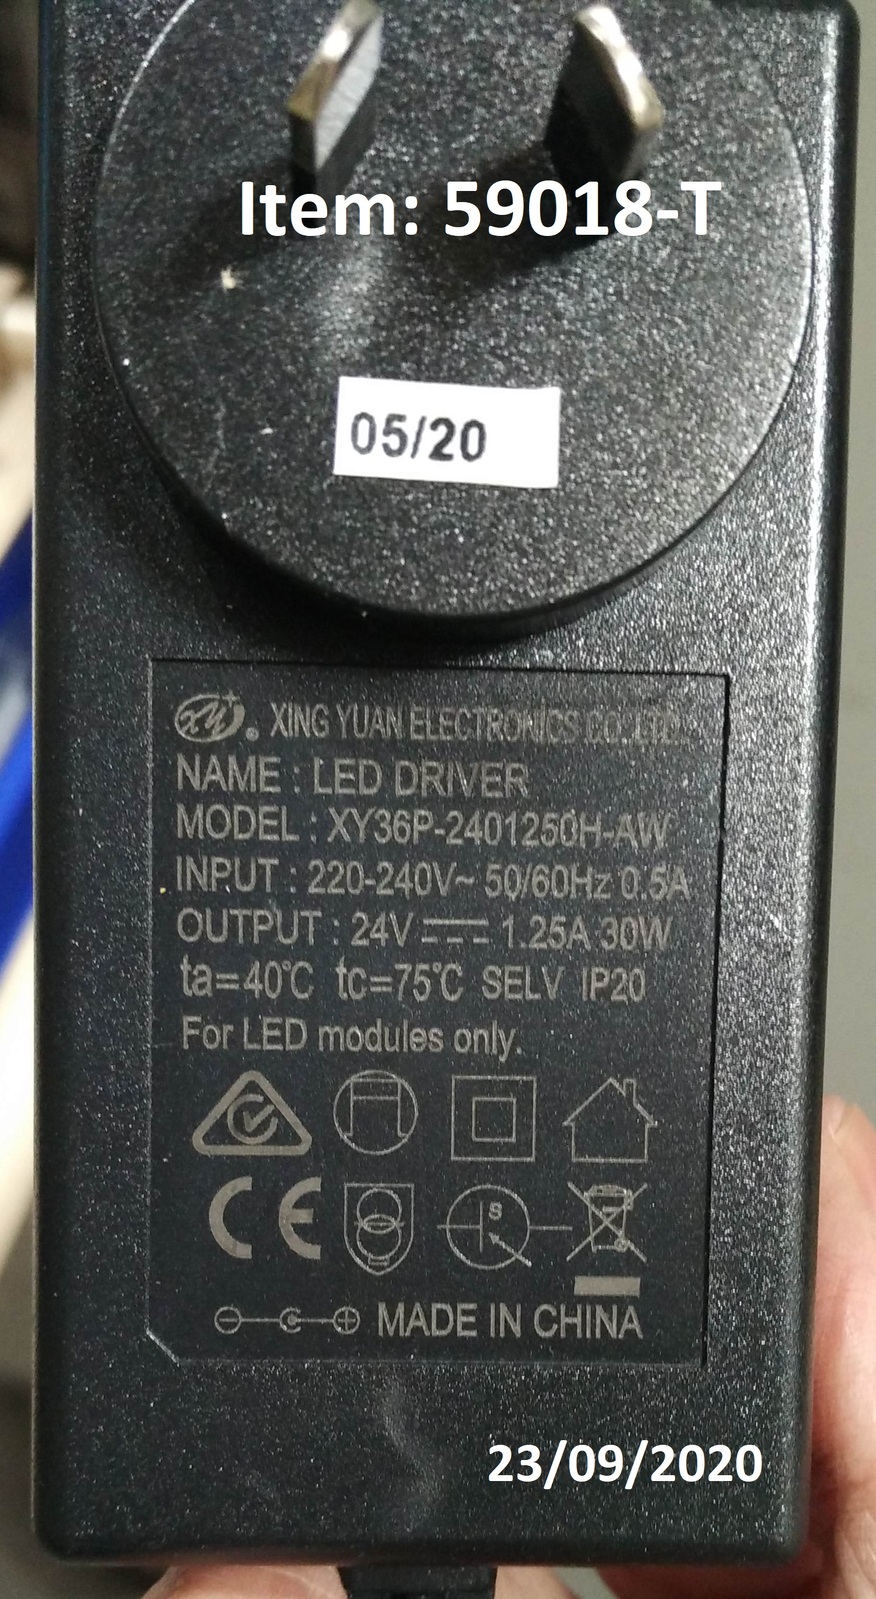 Item: 59018-T
05/20
XY. XING YUAN ELECTRONICS CO.,LTD.
NAME : LED DRIVER
MODEL : XY36P-2401250H-AW
INPUT : 220-240V~ 50/60Hz 0.5A
OUTPUT : 24V⎓1.25A 30W
ta=40℃ tc=75℃ SELV IP20
For LED modules only.
S
CE
MADE IN CHINA
23/09/2020